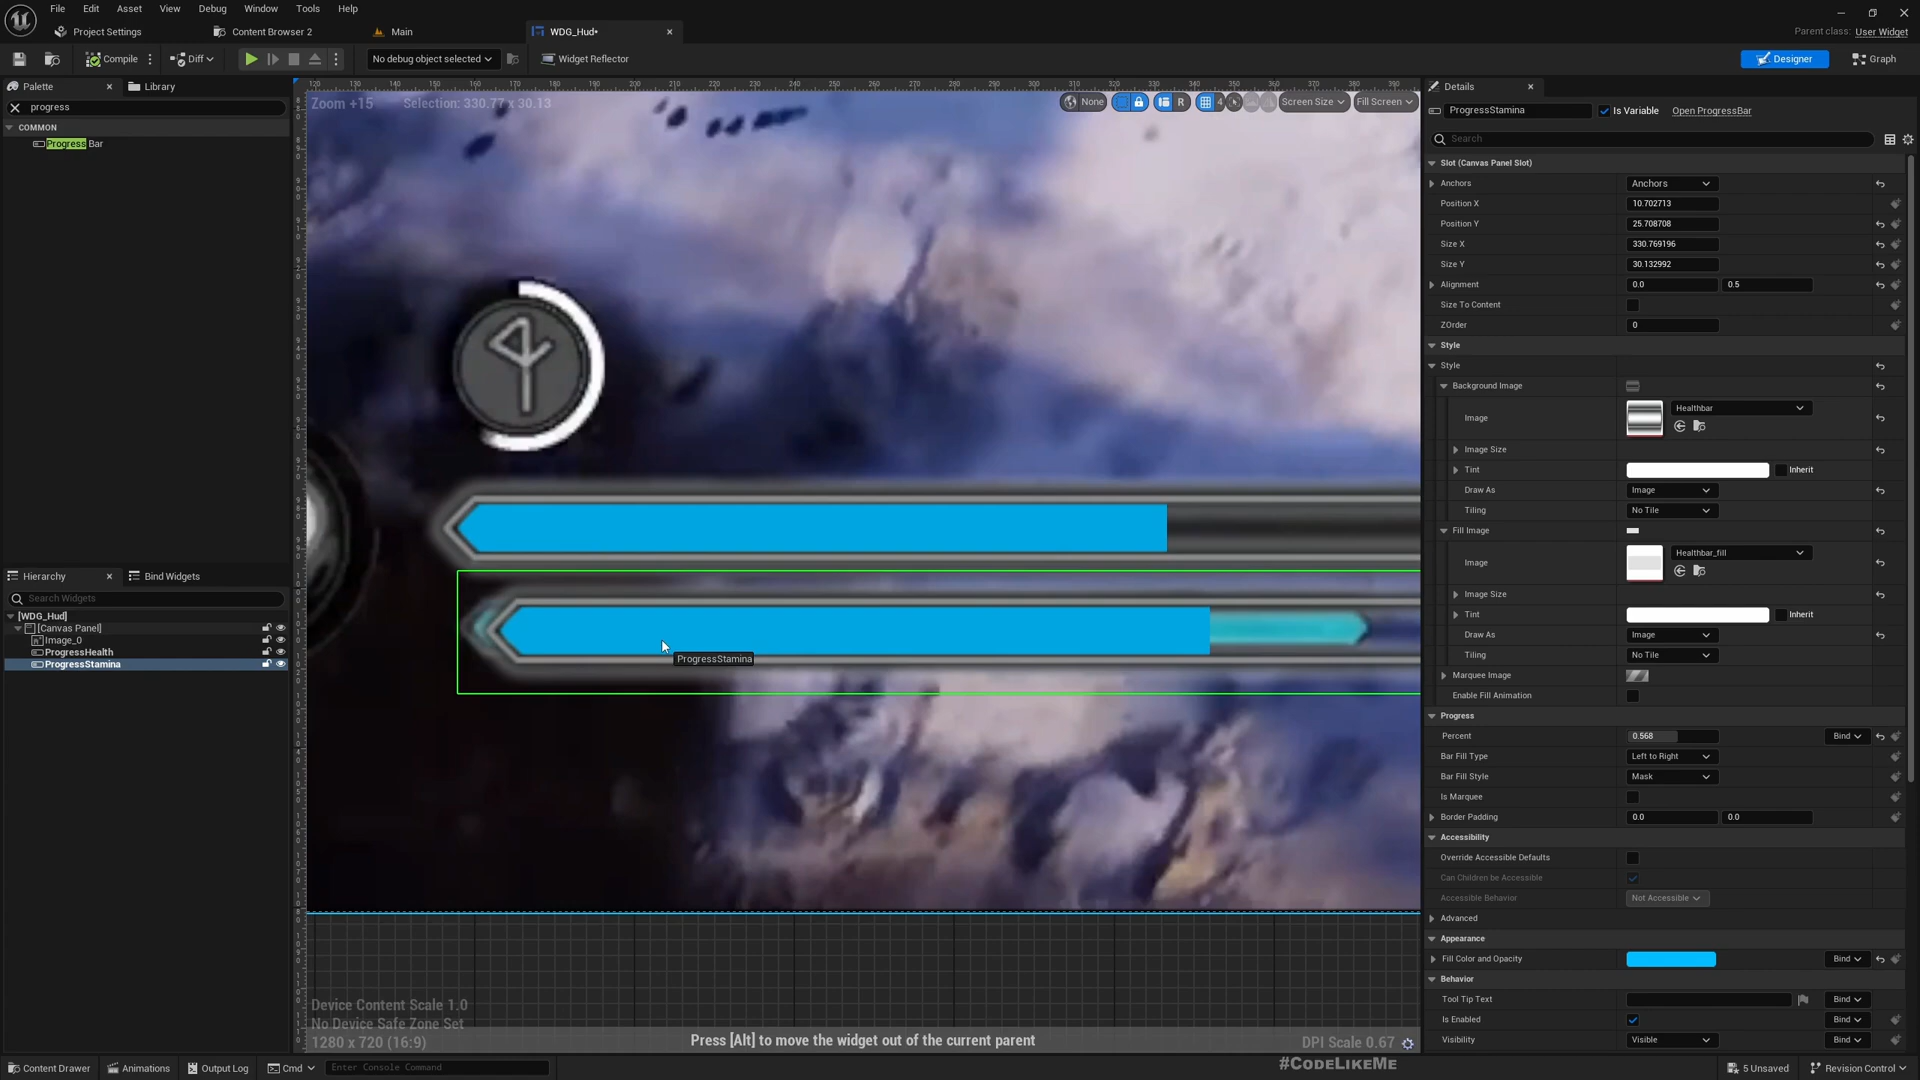 File Edit Asset View Window Tools Help
Project Settings Content Browser 2 Main WDG_Hud•
Parent class: User Widget
Compile Diff No debug object selected Widget Reflector Designer Graph
Palette Library
progress
COMMON
Progress Bar
Hierarchy Bind Widgets
Search Widgets
[WDG_Hud]
[Canvas Panel]
Image_0
ProgressHealth
ProgressStamina
Zoom +15 Selection: 330.77 x 30.13
None R 4 Screen Size Fill Screen
ProgressStamina
Device Content Scale 1.0
No Device Safe Zone Set
1280 x 720 (16:9)
Press [Alt] to move the widget out of the current parent
DPI Scale 0.67
#CODELIKEME
Details
ProgressStamina Is Variable Open ProgressBar
Search
Slot (Canvas Panel Slot)
Anchors Anchors
Position X 10.702713
Position Y 25.708708
Size X 330.769196
Size Y 30.132992
Alignment 0.0 0.5
Size To Content
ZOrder 0
Style
Style
Background Image
Image Healthbar
Image Size
Tint Inherit
Draw As Image
Tiling No Tile
Fill Image
Image Healthbar_fill
Image Size
Tint Inherit
Draw As Image
Tiling No Tile
Marquee Image
Enable Fill Animation
Progress
Percent 0.568 Bind
Bar Fill Type Left to Right
Bar Fill Style Mask
Is Marquee
Border Padding 0.0 0.0
Accessibility
Override Accessible Defaults
Can Children be Accessible
Accessible Behavior Not Accessible
Advanced
Appearance
Fill Color and Opacity Bind
Behavior
Tool Tip Text Bind
Is Enabled Bind
Visibility Visible Bind
Content Drawer Animations Output Log Cmd Enter Console Command
5 Unsaved Revision Control